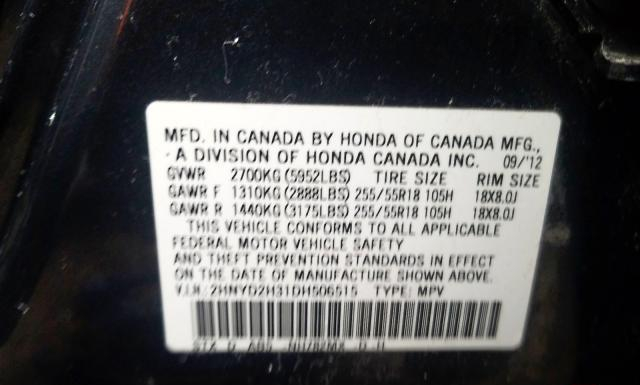 MFD. IN CANADA BY HONDA OF CANADA MFG.,
A DIVISION OF HONDA CANADA INC. 09/'12
GVWR 2700KG(5952LBS) TIRE SIZE RIM SIZE
GAWR F 1310KG(2888LBS) 255/55R18 105H 18X8.0J
GAWR R 1440KG(3175LBS) 255/55R18 105H 18X8.0J
THIS VEHICLE CONFORMS TO ALL APPLICABLE
FEDERAL MOTOR VEHICLE SAFETY
AND THEFT PREVENTION STANDARDS IN EFFECT
ON THE DATE OF MANUFACTURE SHOWN ABOVE.
V.I.N.: 2HNYD2H31DH506515 TYPE: MPV